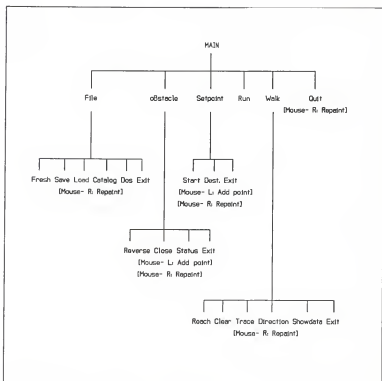 MAIN
File oBstacle Setpoint Run Walk Quit
[Mouse- R: Repaint]
Fresh Save Load Catalog Dos Exit
[Mouse- R: Repaint]
Start Dest. Exit
[Mouse- L: Add point]
[Mouse- R: Repaint]
Reverse Close Status Exit
[Mouse- L: Add point]
[Mouse- R: Repaint]
Reach Clear Trace Direction Showdata Exit
[Mouse- R: Repaint]